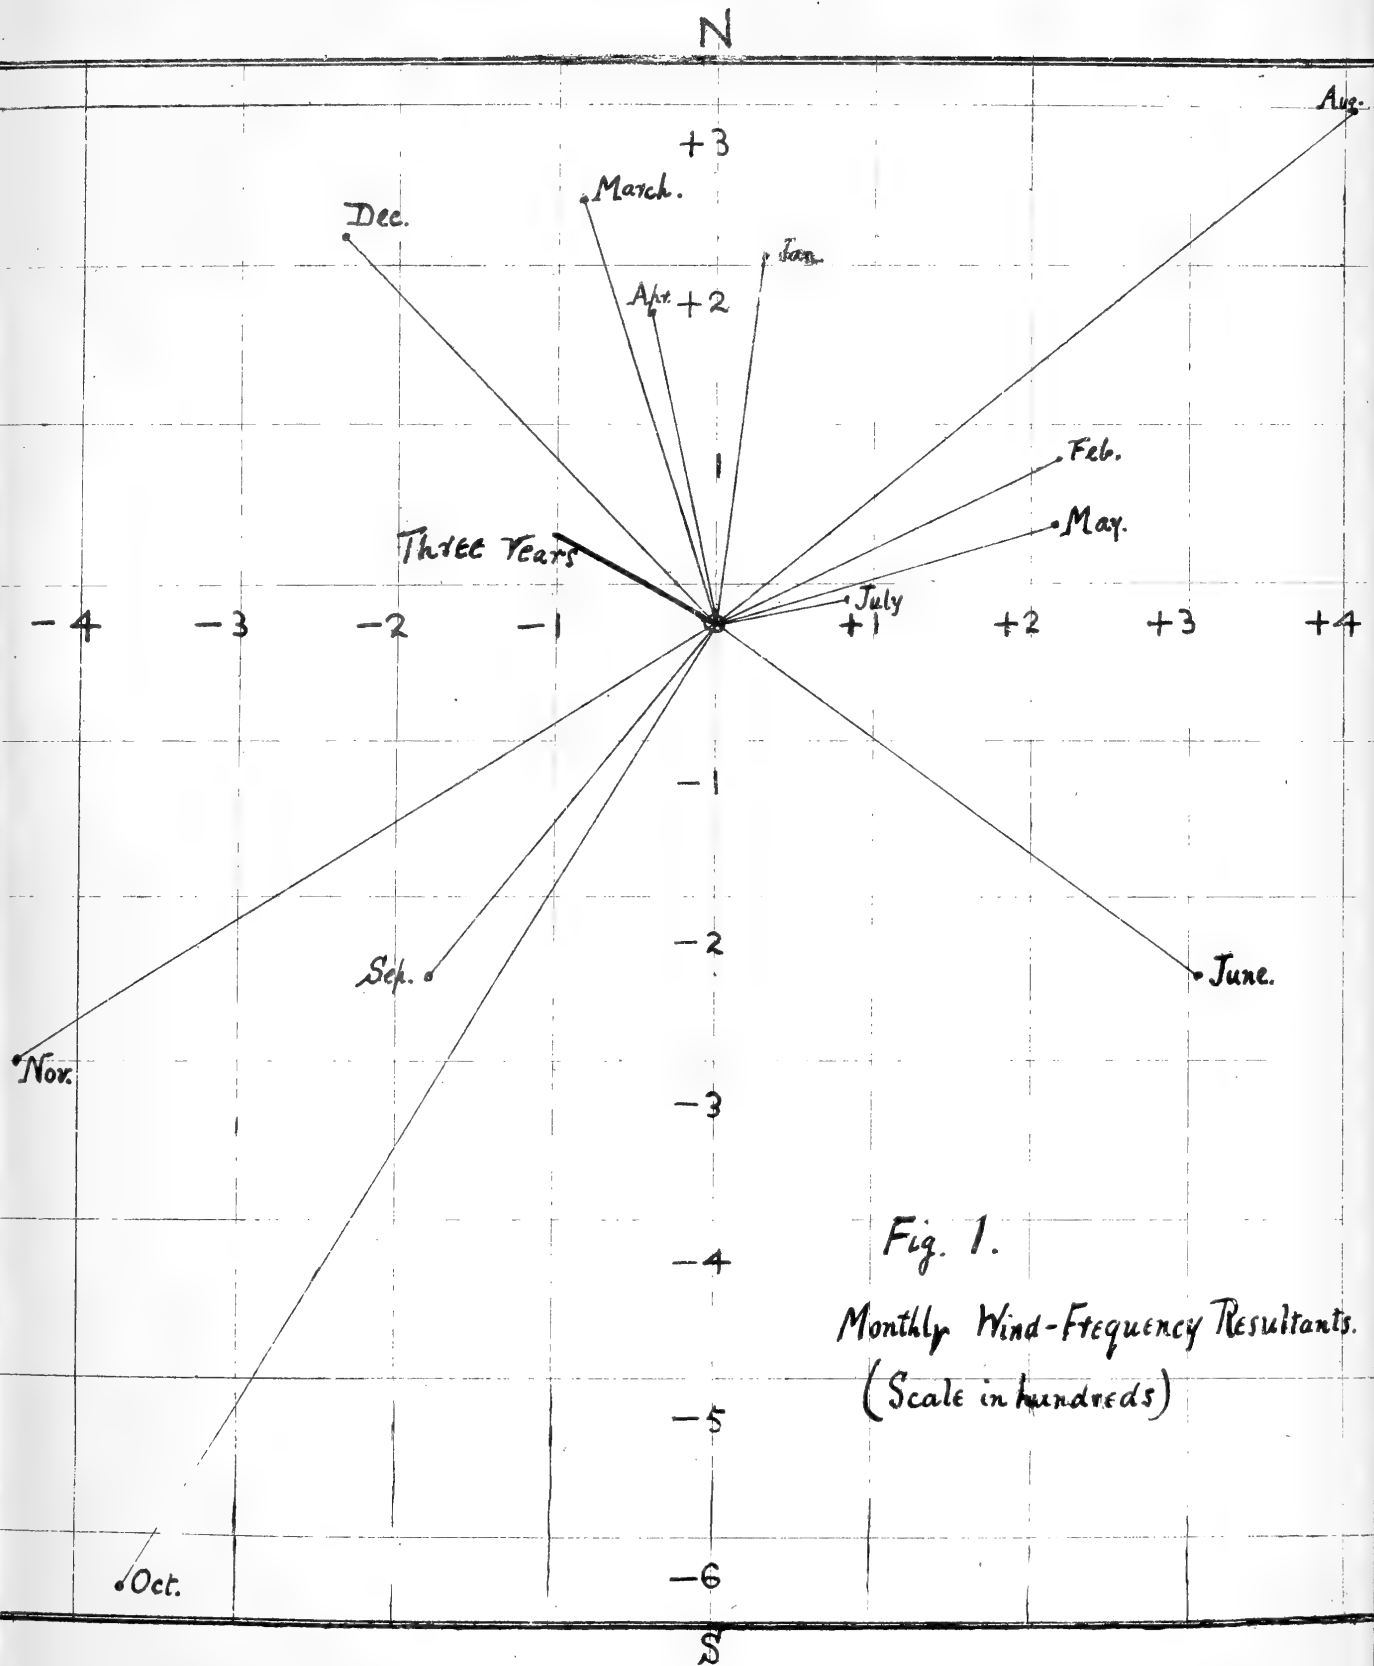 N
Aug.
+3
March.
Dec.
Jan.
Apr.
+2
1
Feb.
May.
Three Years
July
-4 -3 -2 -1 +1 +2 +3 +4
-1
-2
Sep.
June.
Nov.
-3
Fig. 1.
-4
Monthly Wind-Frequency Resultants.
(Scale in hundreds)
-5
-6
Oct.
S